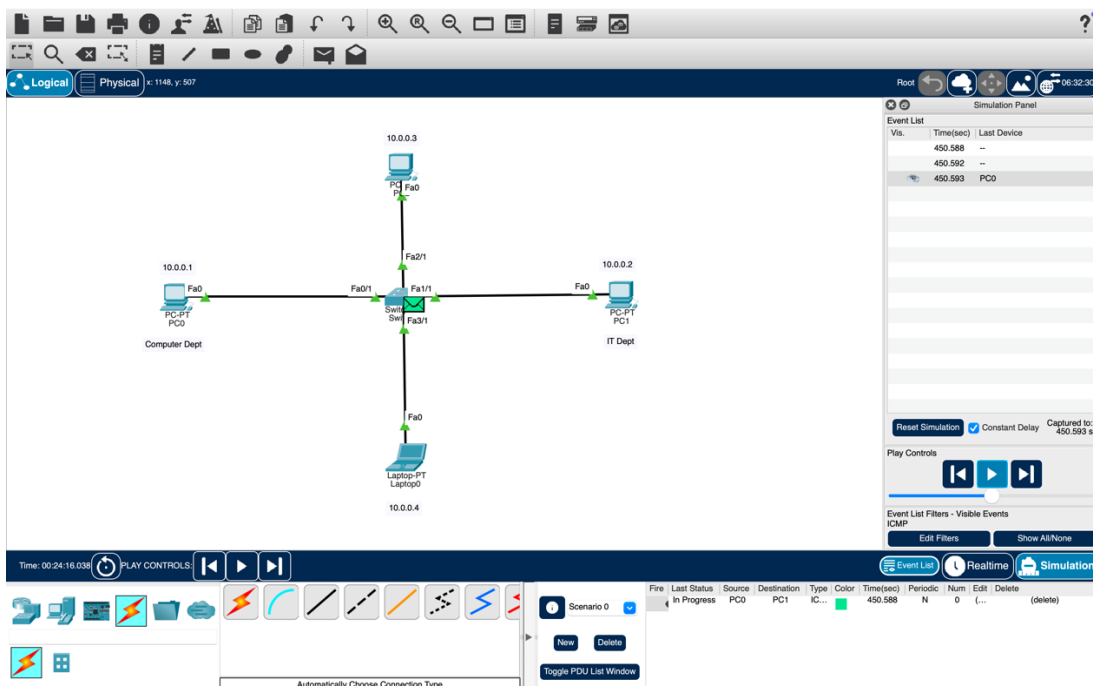 ?
Logical
Physical
x: 1148, y: 507
Root
06:32:30
Simulation Panel
Event List
Vis. Time(sec) Last Device
450.588 --
450.592 --
450.593 PC0
10.0.0.3
Fa0
Fa2/1
10.0.0.1
10.0.0.2
Fa0
Fa0/1
Fa1/1
Fa0
PC-PT
PC0
Fa3/1
PC-PT
PC1
Computer Dept
IT Dept
Fa0
Laptop-PT
Laptop0
10.0.0.4
Reset Simulation
Constant Delay
Captured to:
450.593 s
Play Controls
Event List Filters - Visible Events
ICMP
Edit Filters
Show All/None
Time: 00:24:16.038
PLAY CONTROLS:
Event List
Realtime
Simulation
Scenario 0
New
Delete
Toggle PDU List Window
Fire Last Status Source Destination Type Color Time(sec) Periodic Num Edit Delete
In Progress PC0 PC1 IC... 450.588 N 0 (... (delete)
Automatically Choose Connection Type